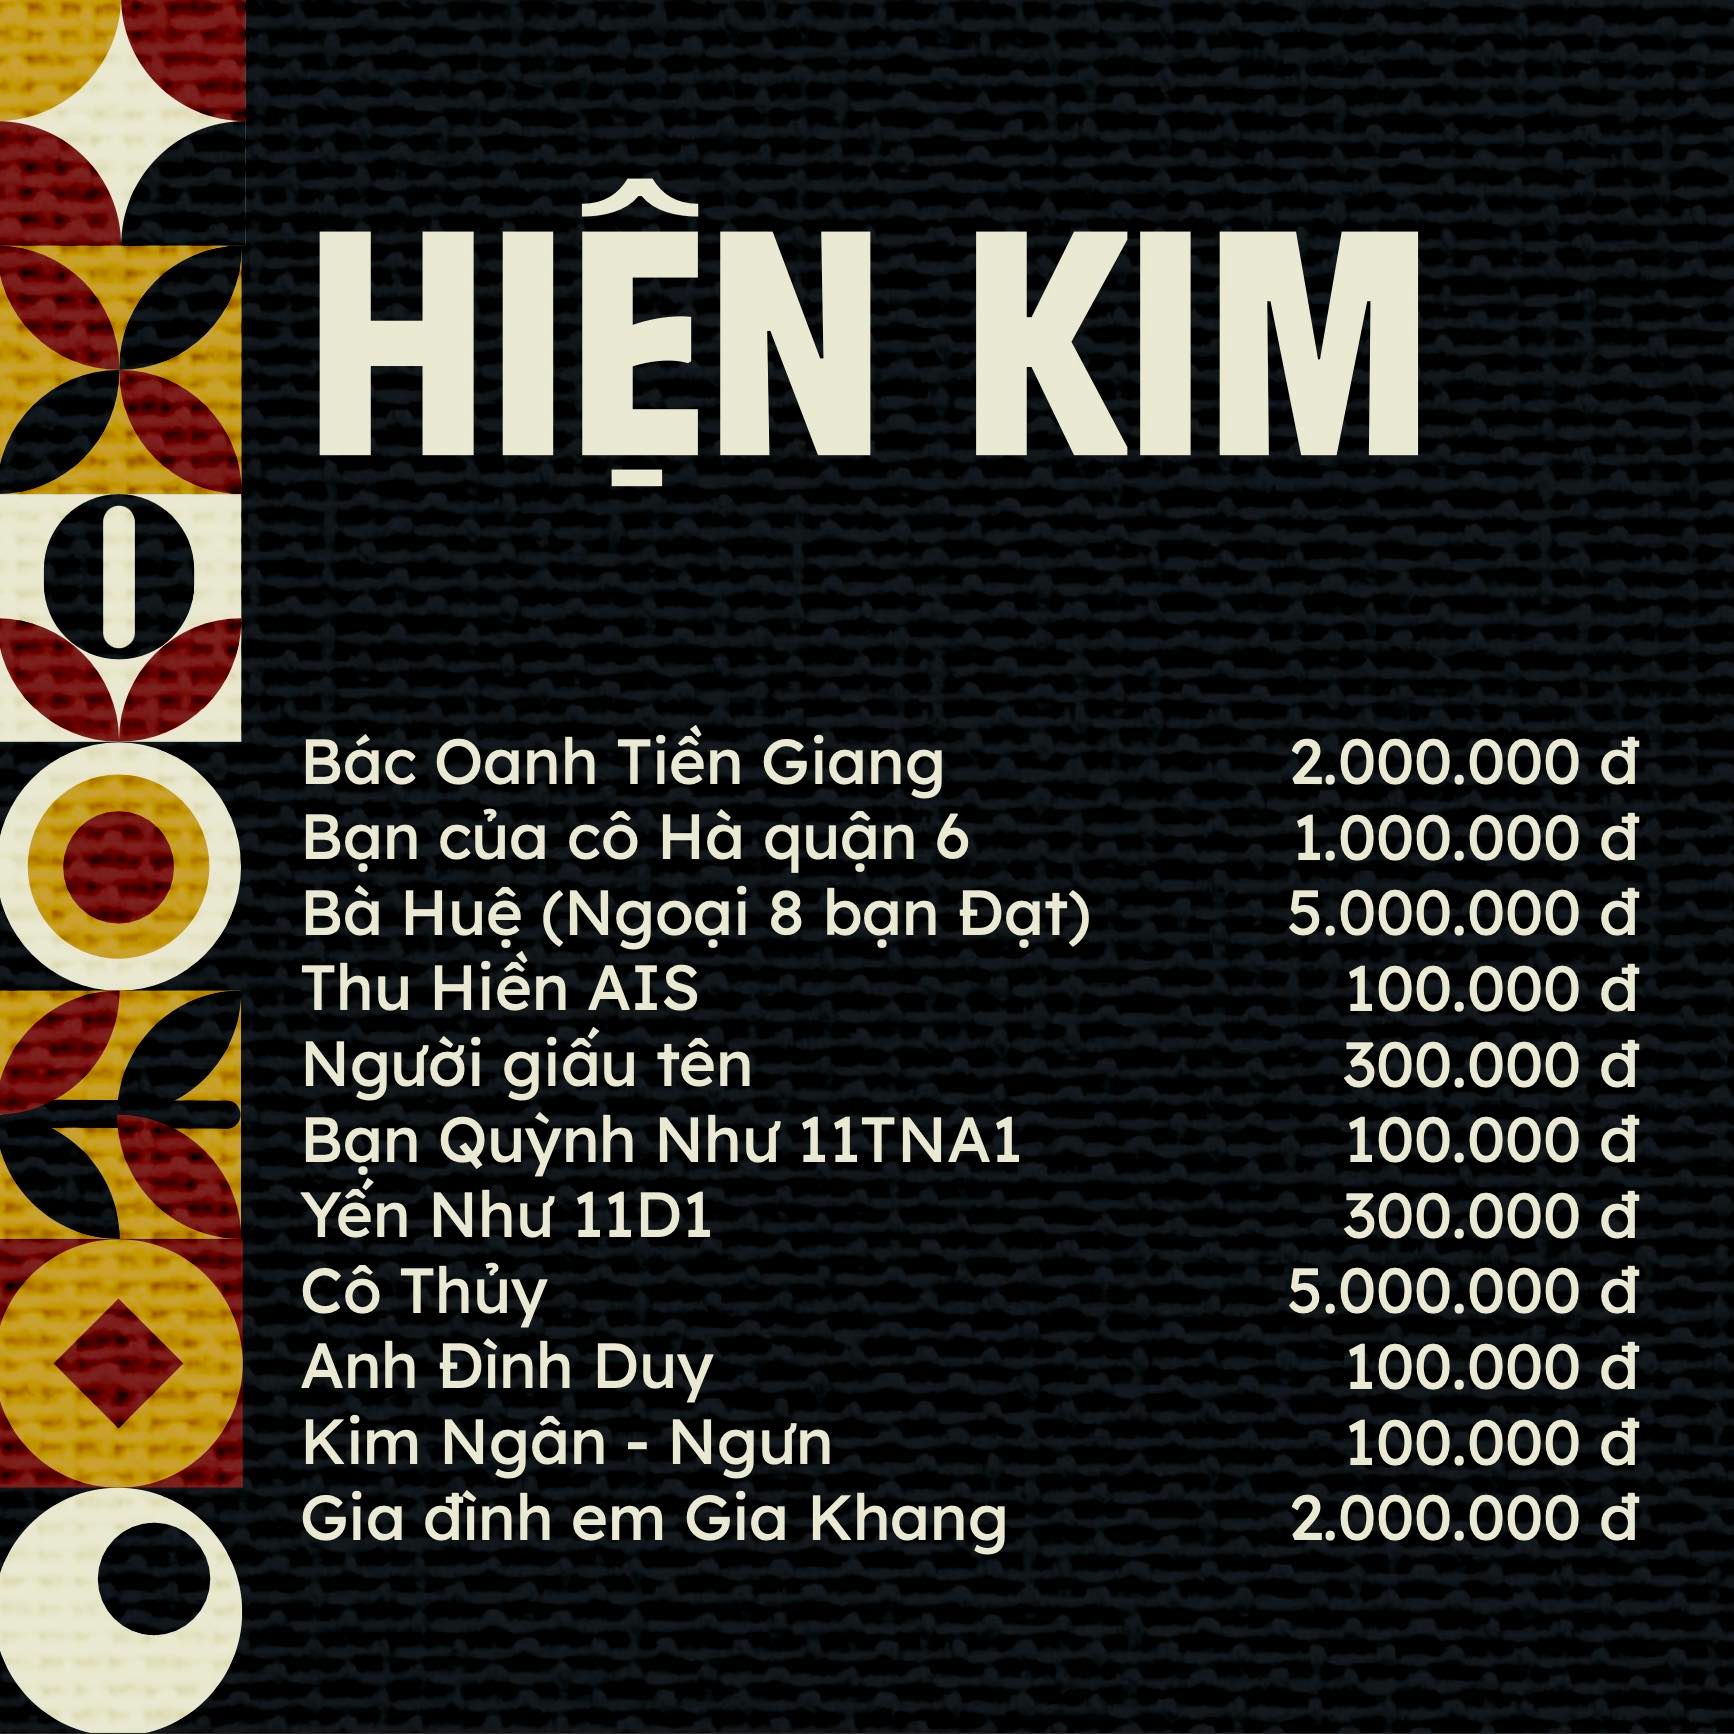 HIỆN KIM
Bác Oanh Tiền Giang 2.000.000 đ
Bạn của cô Hà quận 6 1.000.000 đ
Bà Huệ (Ngoại 8 bạn Đạt) 5.000.000 đ
Thu Hiền AIS 100.000 đ
Người giấu tên 300.000 đ
Bạn Quỳnh Như 11TNA1 100.000 đ
Yến Như 11D1 300.000 đ
Cô Thủy 5.000.000 đ
Anh Đình Duy 100.000 đ
Kim Ngân - Ngưn 100.000 đ
Gia đình em Gia Khang 2.000.000 đ